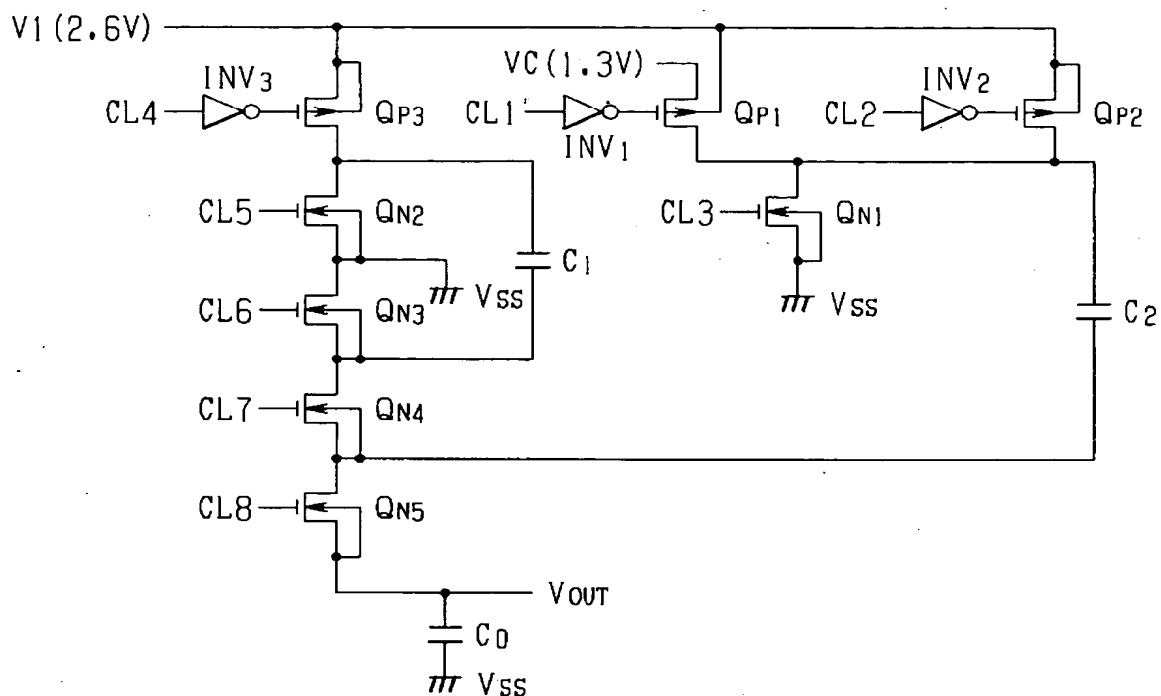 V1(2.6V)
VC(1.3V)
INV3
INV2
CL4
QP3
CL1
QP1
CL2
QP2
INV1
CL5
QN2
CL3
QN1
C1
VSS
CL6
QN3
VSS
C2
CL7
QN4
CL8
QN5
VOUT
CO
VSS